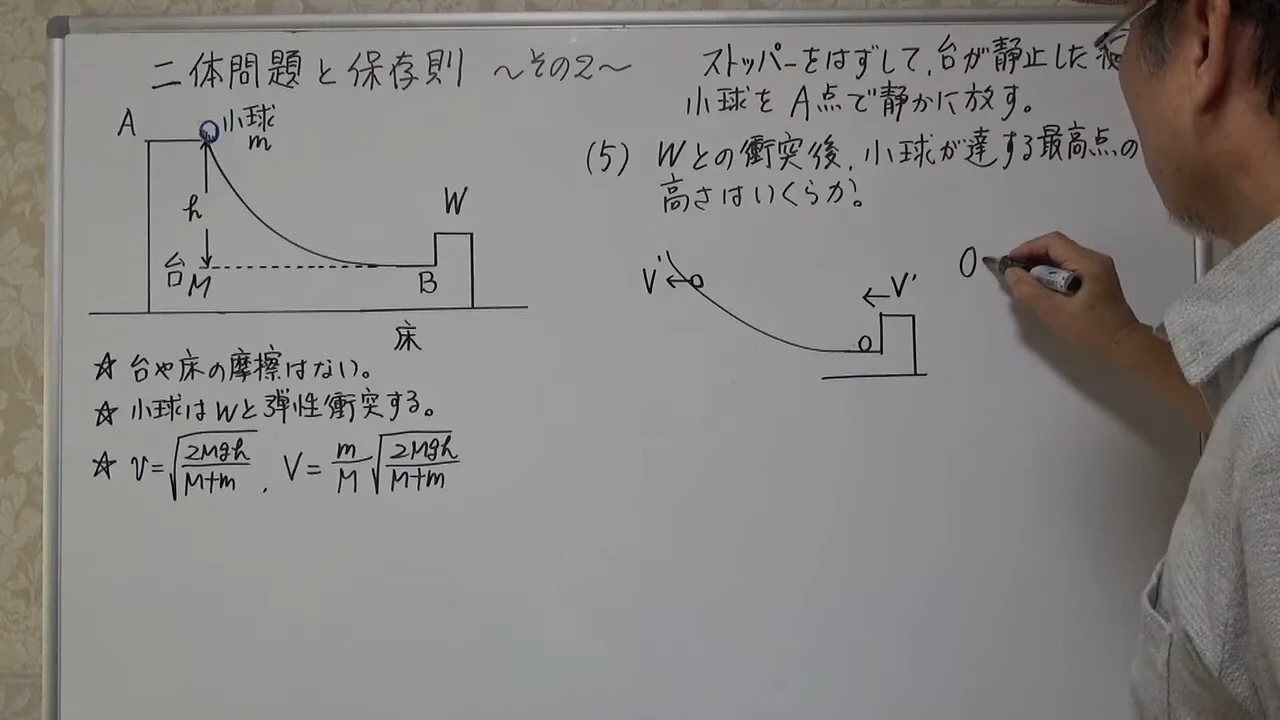 二体問題と保存則 ～その2～
A
小球
m
h
台
M
W
B
床
☆ 台や床の摩擦はない。
☆ 小球はWと弾性衝突する。
☆ v=√(2Mgh/(M+m)), V=m/M √(2Mgh/(M+m))
ストッパーをはずして、台が静止した
小球をA点で静かに放す。
(5) Wとの衝突後、小球が達する最高点の
高さはいくらか。
V'
V'
0